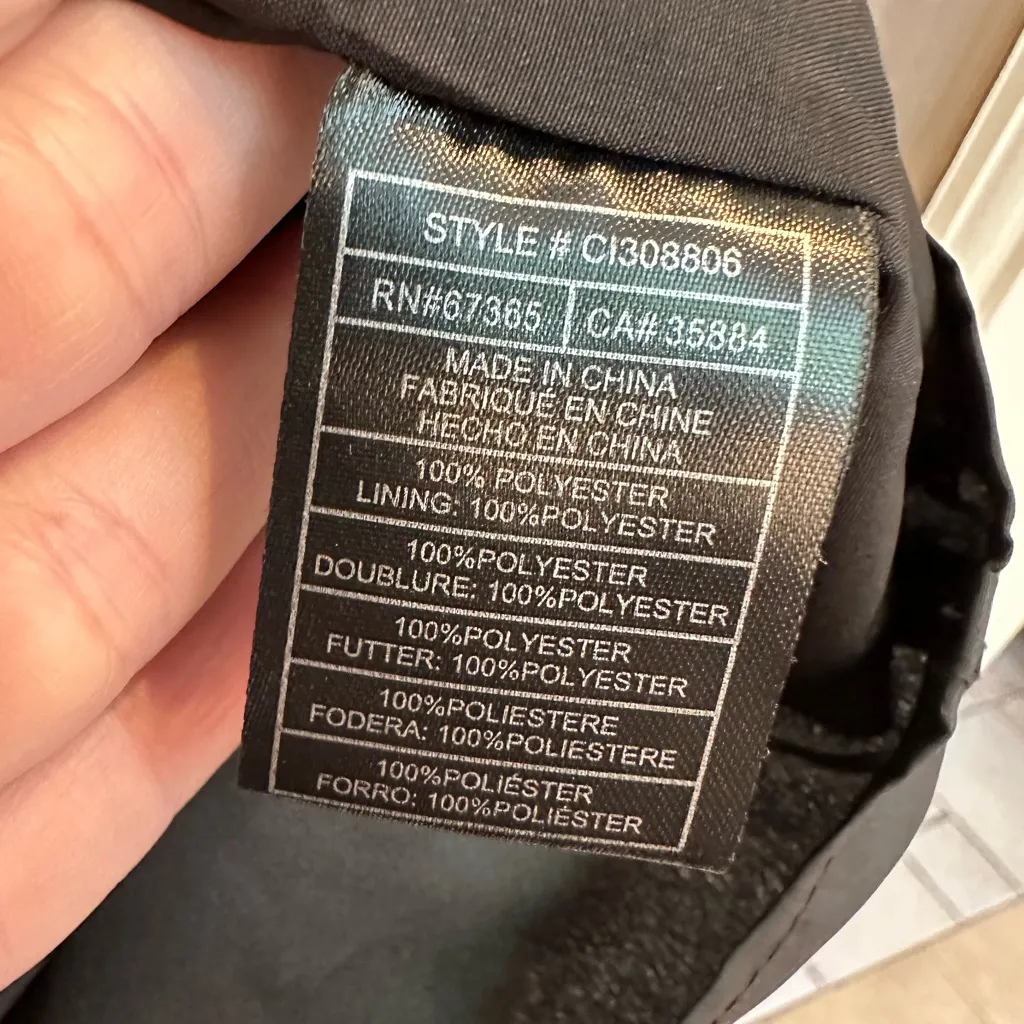 STYLE # CI308806
RN#67365 CA# 35884
MADE IN CHINA
FABRIQUÉ EN CHINE
HECHO EN CHINA
100% POLYESTER
LINING: 100%POLYESTER
100%POLYESTER
DOUBLURE: 100%POLYESTER
100%POLYESTER
FUTTER: 100%POLYESTER
100%POLIESTERE
FODERA: 100%POLIESTERE
100%POLIÉSTER
FORRO: 100%POLIÉSTER